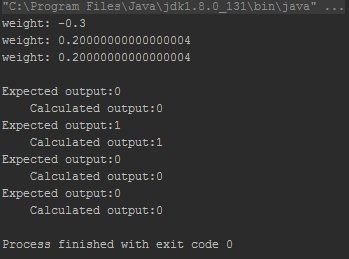 "C:\Program Files\Java\jdk1.8.0_131\bin\java" ...
weight: -0.3
weight: 0.20000000000000004
weight: 0.20000000000000004
Expected output:0
Calculated output:0
Expected output:1
Calculated output:1
Expected output:0
Calculated output:0
Expected output:0
Calculated output:0
Process finished with exit code 0